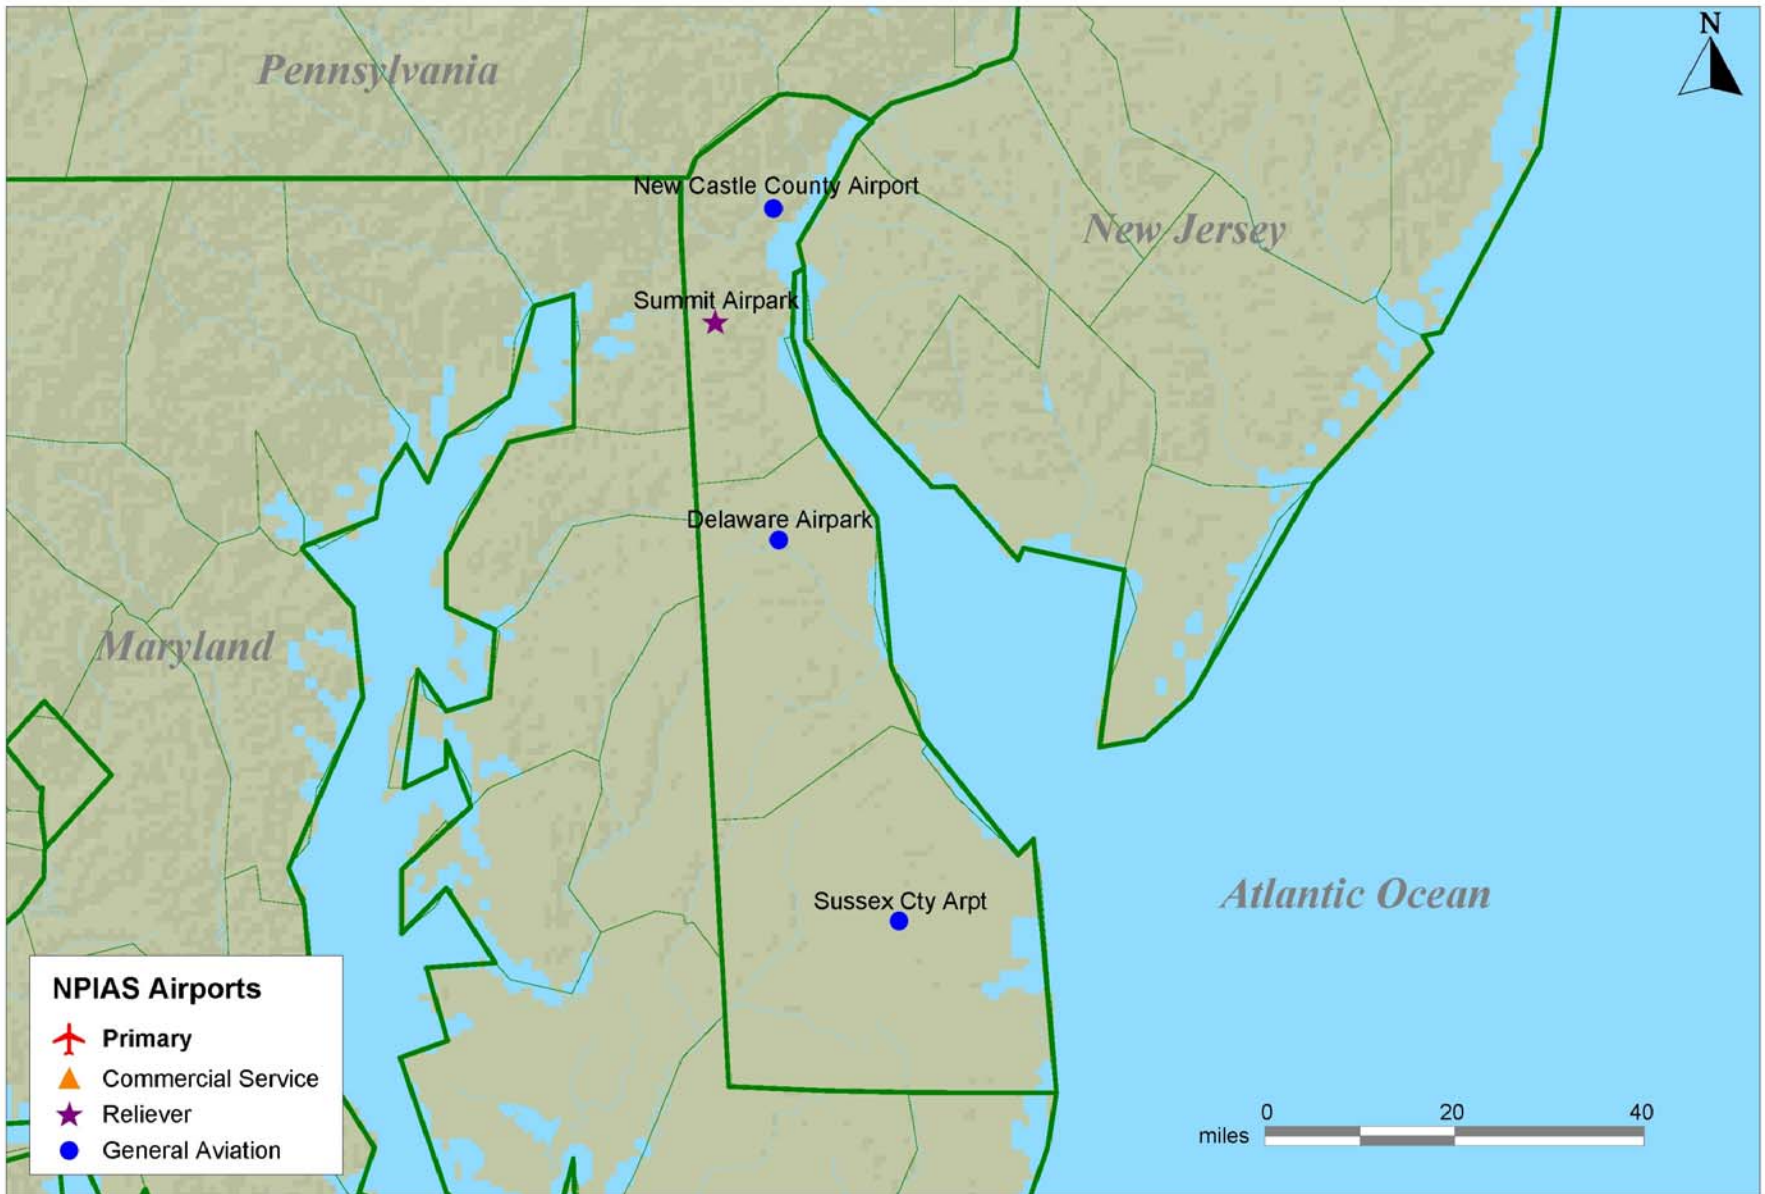 N
Pennsylvania
New Castle County Airport
New Jersey
Summit Airpark
Delaware Airpark
Maryland
Atlantic Ocean
Sussex Cty Arpt
NPIAS Airports
Primary
Commercial Service
Reliever
General Aviation
0 20 40
miles